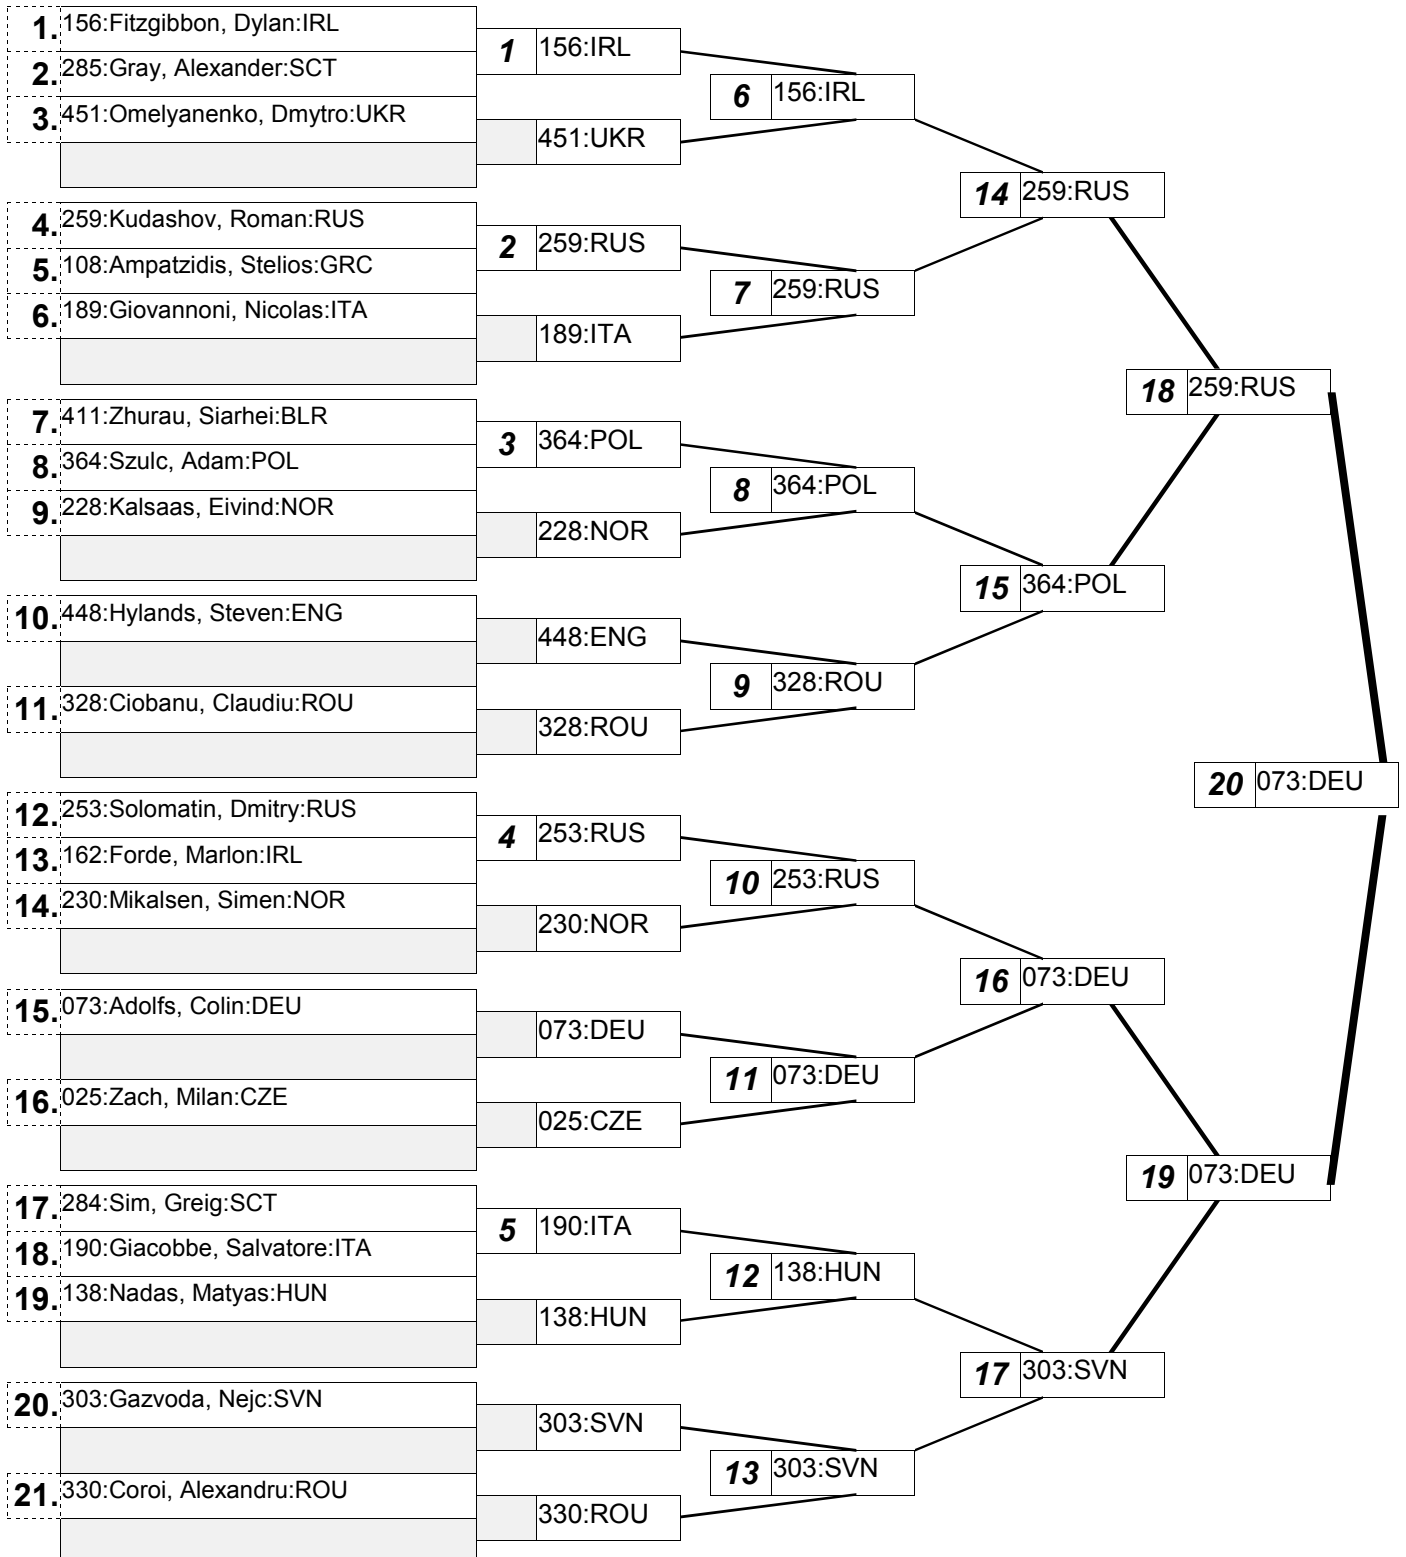 1. 156:Fitzgibbon, Dylan:IRL
2. 285:Gray, Alexander:SCT
3. 451:Omelyanenko, Dmytro:UKR
4. 259:Kudashov, Roman:RUS
5. 108:Ampatzidis, Stelios:GRC
6. 189:Giovannoni, Nicolas:ITA
7. 411:Zhurau, Siarhei:BLR
8. 364:Szulc, Adam:POL
9. 228:Kalsaas, Eivind:NOR
10. 448:Hylands, Steven:ENG
11. 328:Ciobanu, Claudiu:ROU
12. 253:Solomatin, Dmitry:RUS
13. 162:Forde, Marlon:IRL
14. 230:Mikalsen, Simen:NOR
15. 073:Adolfs, Colin:DEU
16. 025:Zach, Milan:CZE
17. 284:Sim, Greig:SCT
18. 190:Giacobbe, Salvatore:ITA
19. 138:Nadas, Matyas:HUN
20. 303:Gazvoda, Nejc:SVN
21. 330:Coroi, Alexandru:ROU
1 156:IRL
451:UKR
2 259:RUS
189:ITA
3 364:POL
228:NOR
448:ENG
328:ROU
4 253:RUS
230:NOR
073:DEU
025:CZE
5 190:ITA
138:HUN
303:SVN
330:ROU
6 156:IRL
7 259:RUS
8 364:POL
9 328:ROU
10 253:RUS
11 073:DEU
12 138:HUN
13 303:SVN
14 259:RUS
15 364:POL
16 073:DEU
17 303:SVN
18 259:RUS
19 073:DEU
20 073:DEU